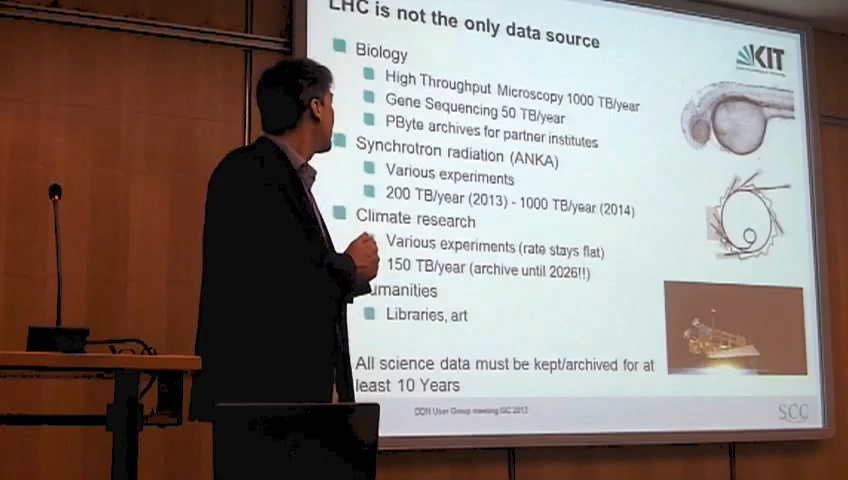 LHC is not the only data source
KIT
Biology
High Throughput Microscopy 1000 TB/year
Gene Sequencing 50 TB/year
PByte archives for partner institutes
Synchrotron radiation (ANKA)
Various experiments
200 TB/year (2013) - 1000 TB/year (2014)
Climate research
Various experiments (rate stays flat)
150 TB/year (archive until 2026!!)
umanities
Libraries, art
All science data must be kept/archived for at
least 10 Years
DDN User Group meeting ISC 2013
SCC